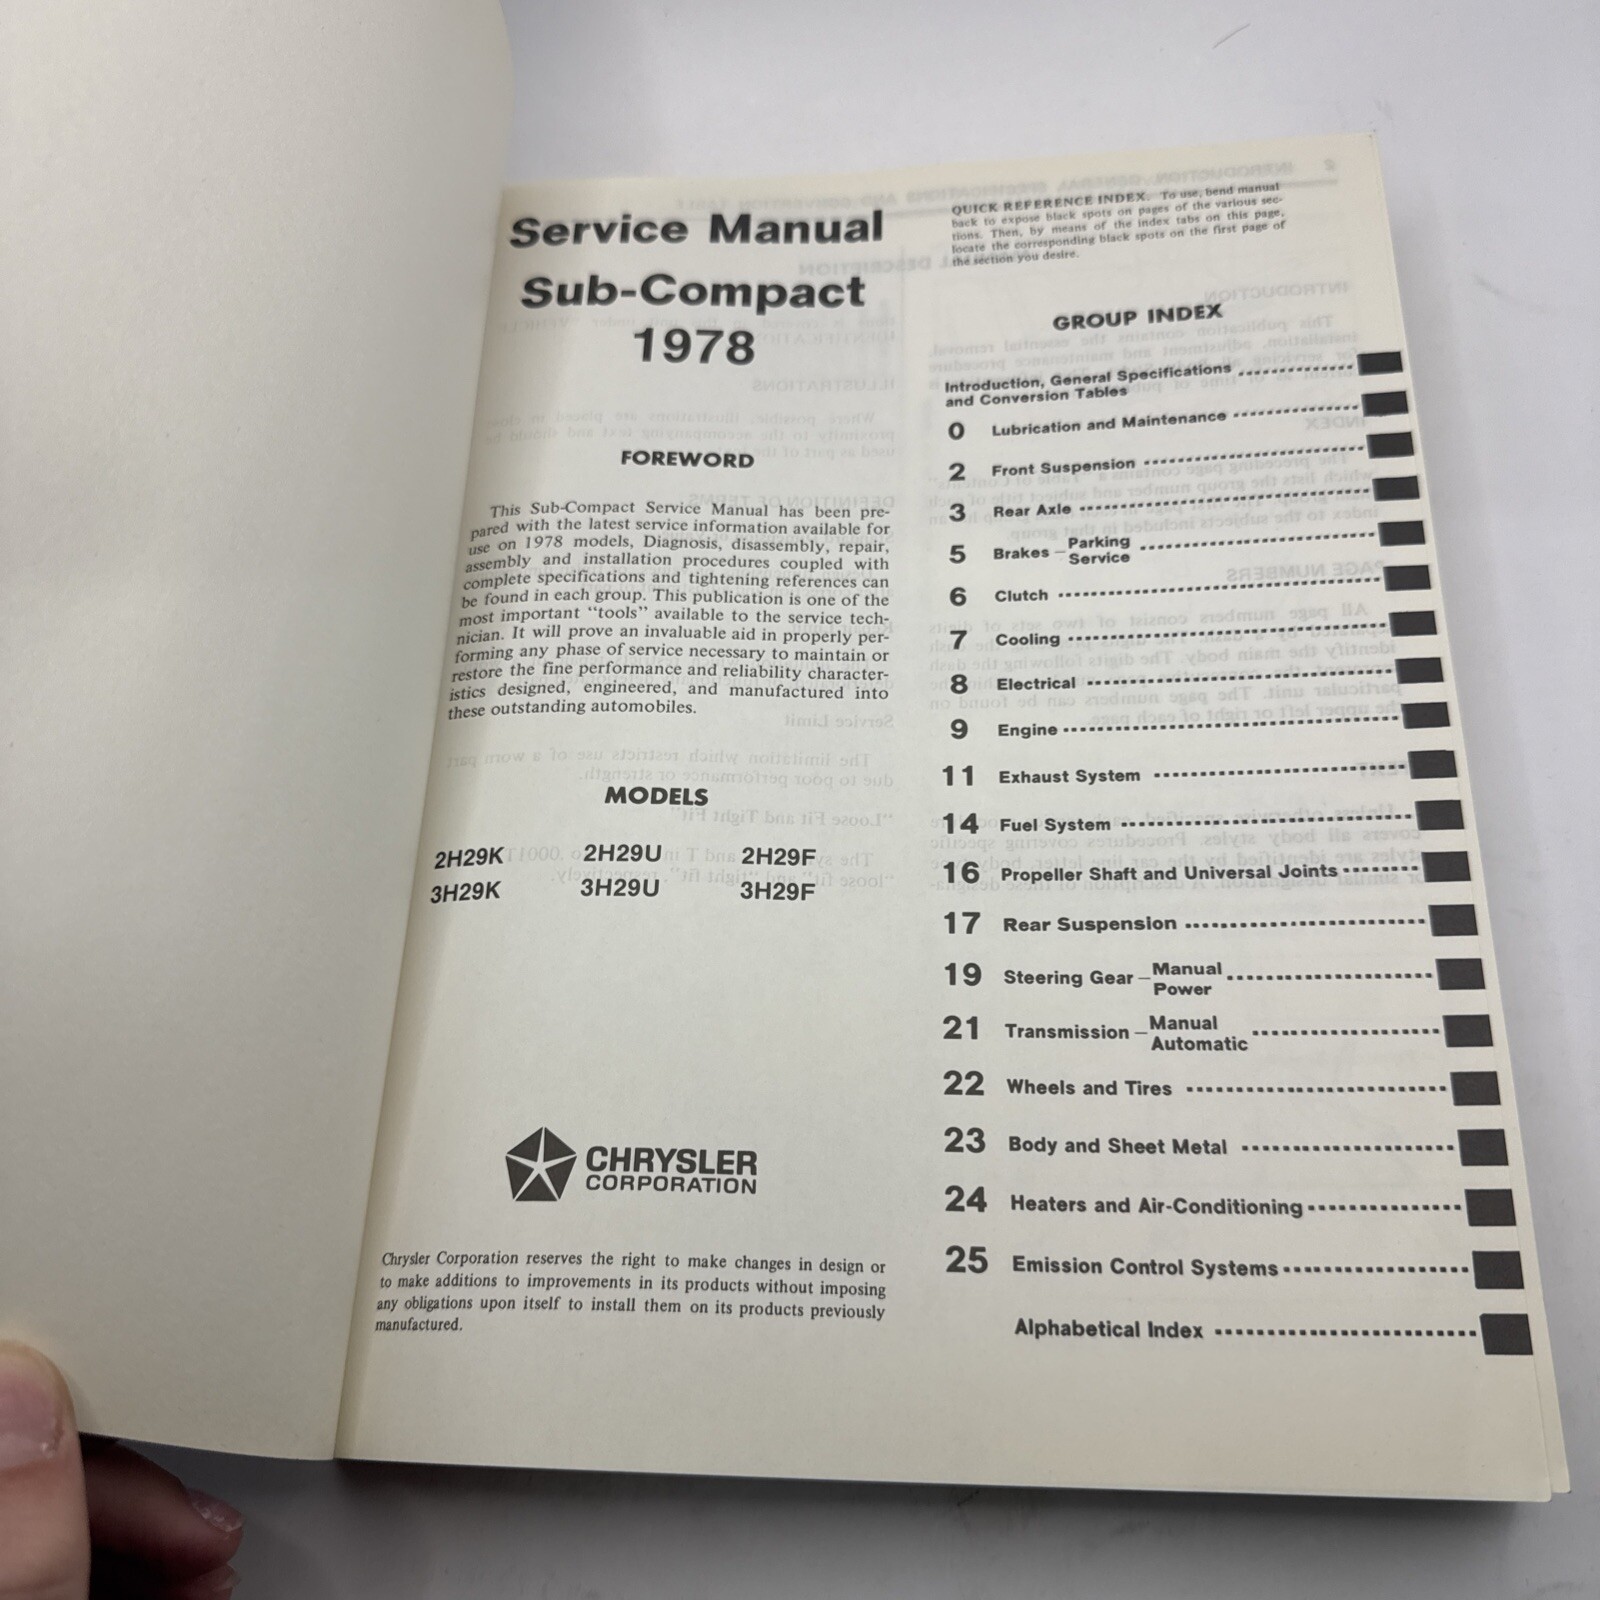 Service Manual
Sub-Compact
1978
FOREWORD
This Sub-Compact Service Manual has been pre-
pared with the latest service information available for
use on 1978 models, Diagnosis, disassembly, repair,
assembly and installation procedures coupled with
complete specifications and tightening references can
be found in each group. This publication is one of the
most important "tools" available to the service tech-
nician. It will prove an invaluable aid in properly per-
forming any phase of service necessary to maintain or
restore the fine performance and reliability character-
istics designed, engineered, and manufactured into
these outstanding automobiles.
MODELS
2H29K 2H29U 2H29F
3H29K 3H29U 3H29F
CHRYSLER
CORPORATION
Chrysler Corporation reserves the right to make changes in design or
to make additions to improvements in its products without imposing
any obligations upon itself to install them on its products previously
manufactured.
QUICK REFERENCE INDEX. To use, bend manual
back to expose black spots on pages of the various sec-
tions. Then, by means of the index tabs on this page,
locate the corresponding black spots on the first page of
the section you desire.
GROUP INDEX
Introduction, General Specifications
and Conversion Tables
0 Lubrication and Maintenance
2 Front Suspension
3 Rear Axle
5 Brakes – Parking
Service
6 Clutch
7 Cooling
8 Electrical
9 Engine
11 Exhaust System
14 Fuel System
16 Propeller Shaft and Universal Joints
17 Rear Suspension
19 Steering Gear – Manual
Power
21 Transmission – Manual
Automatic
22 Wheels and Tires
23 Body and Sheet Metal
24 Heaters and Air-Conditioning
25 Emission Control Systems
Alphabetical Index